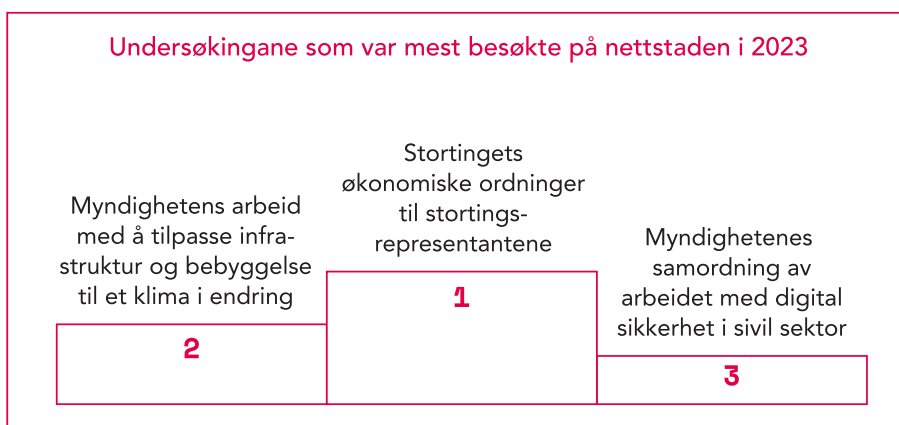 Undersøkingane som var mest besøkte på nettstaden i 2023
Myndighetens arbeid
med å tilpasse infra-
struktur og bebyggelse
til et klima i endring
2
Stortingets
økonomiske ordninger
til stortings-
representantene
1
Myndighetenes
samordning av
arbeidet med digital
sikkerhet i sivil sektor
3